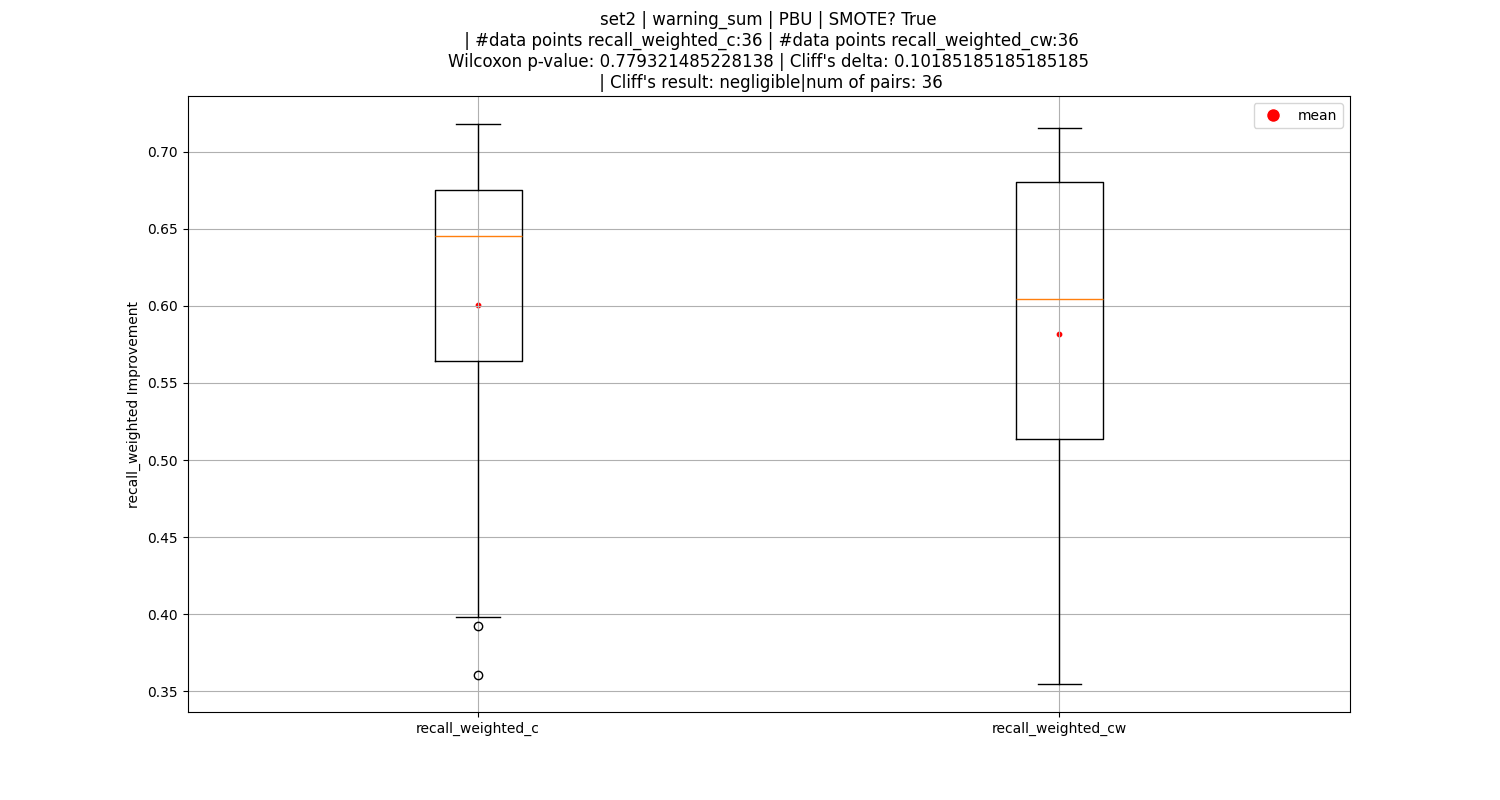 set2 | warning_sum | PBU | SMOTE? True
| #data points recall_weighted_c:36 | #data points recall_weighted_cw:36
Wilcoxon p-value: 0.779321485228138 | Cliff's delta: 0.10185185185185185
| Cliff's result: negligible|num of pairs: 36
mean
0.70
0.65
0.60
0.55
0.50
0.45
0.40
0.35
recall_weighted Improvement
recall_weighted_c
recall_weighted_cw